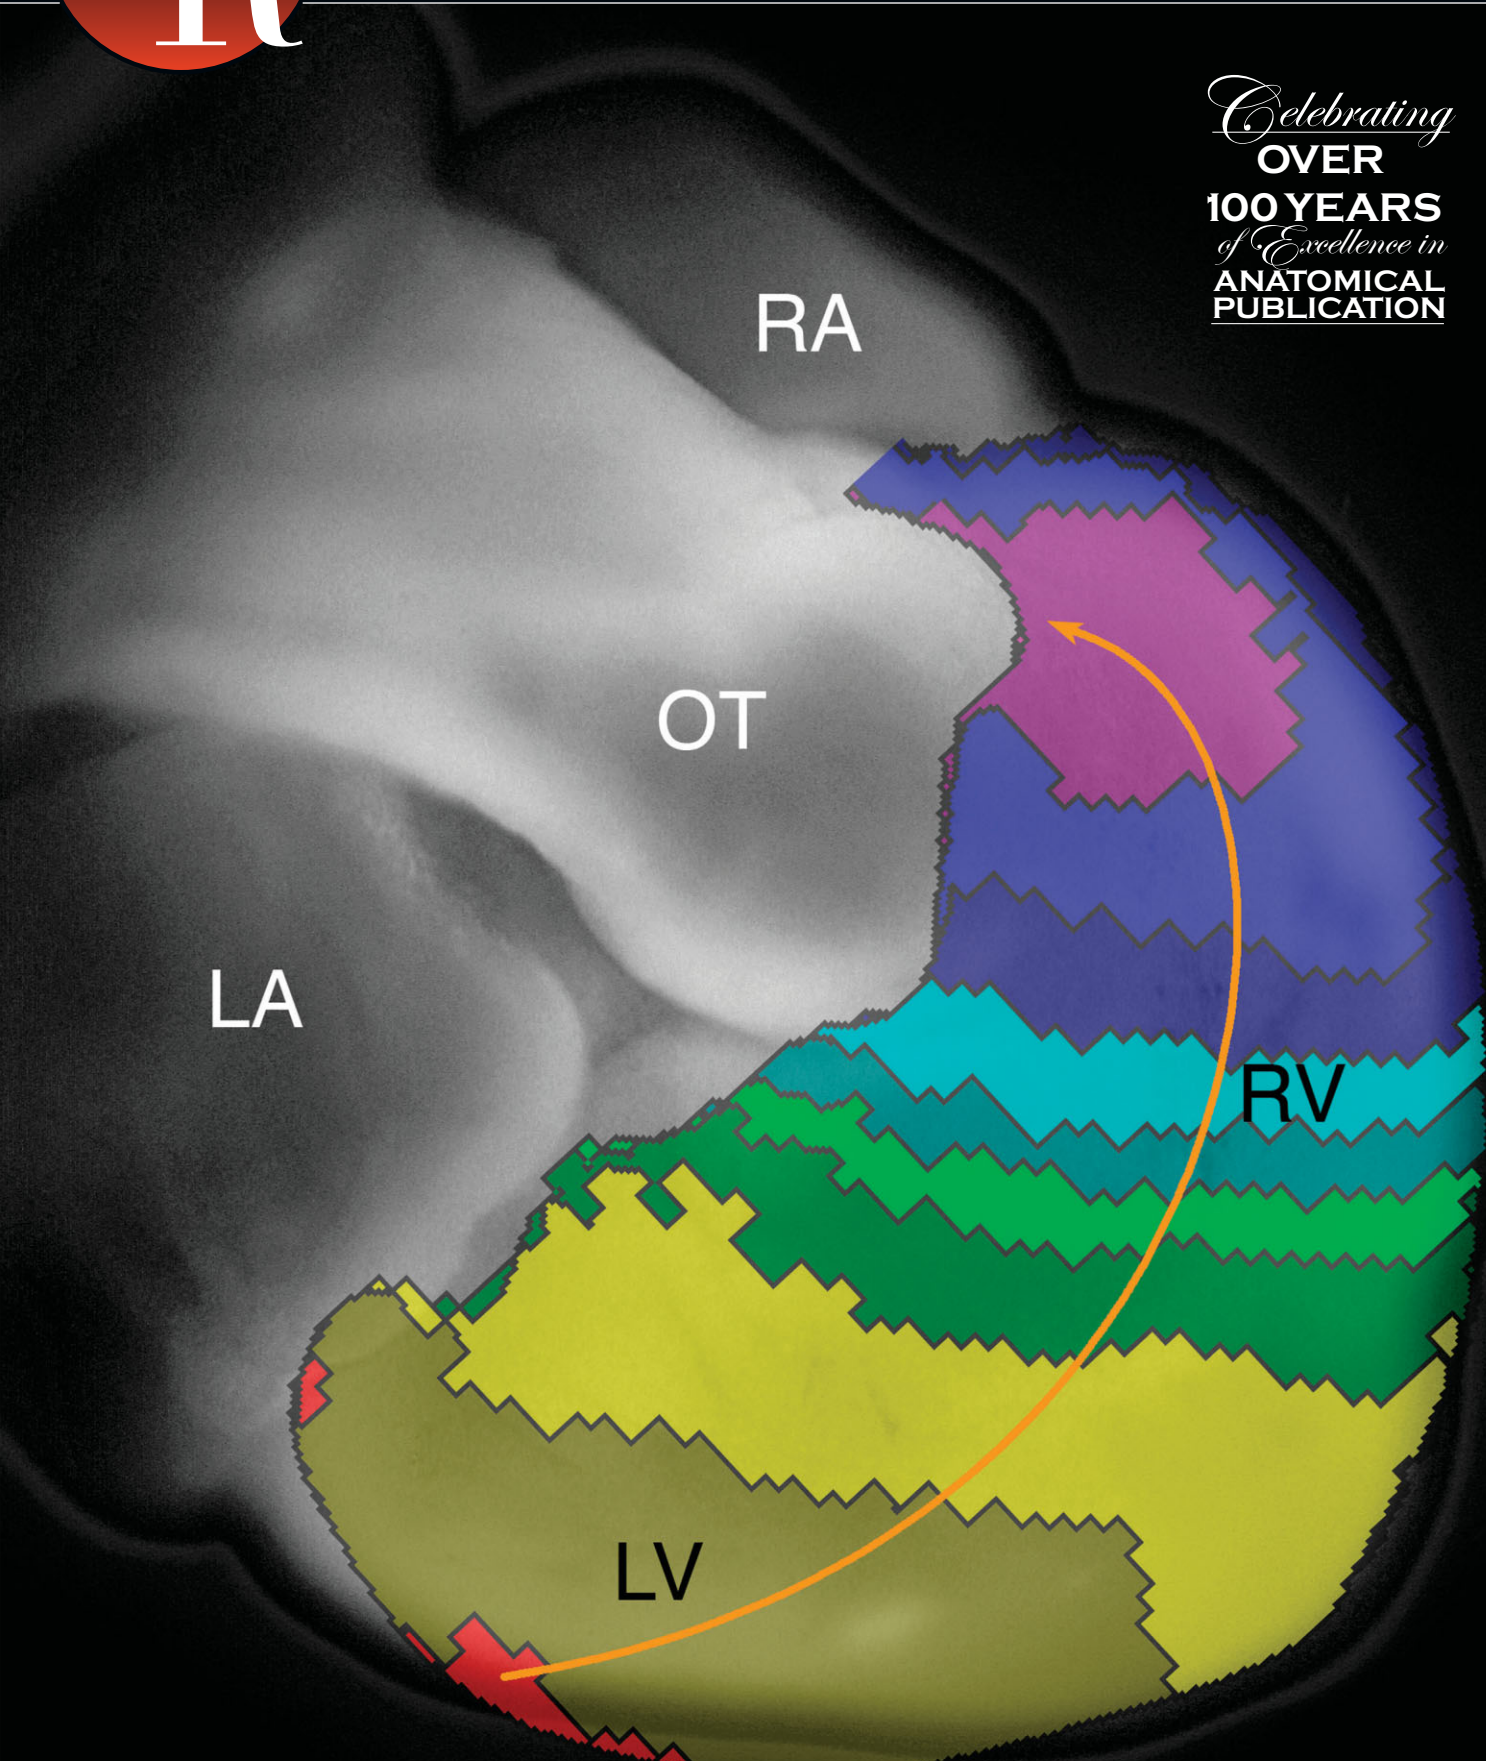 R
Celebrating
OVER
100 YEARS
of Excellence in
ANATOMICAL
PUBLICATION
RA
OT
LA
RV
LV